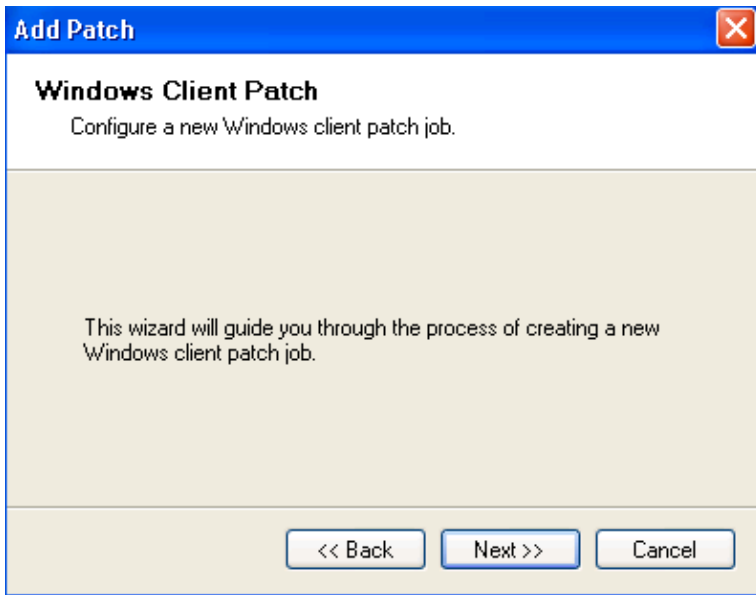 Add Patch
Windows Client Patch
Configure a new Windows client patch job.
This wizard will guide you through the process of creating a new
Windows client patch job.
<< Back
Next >>
Cancel